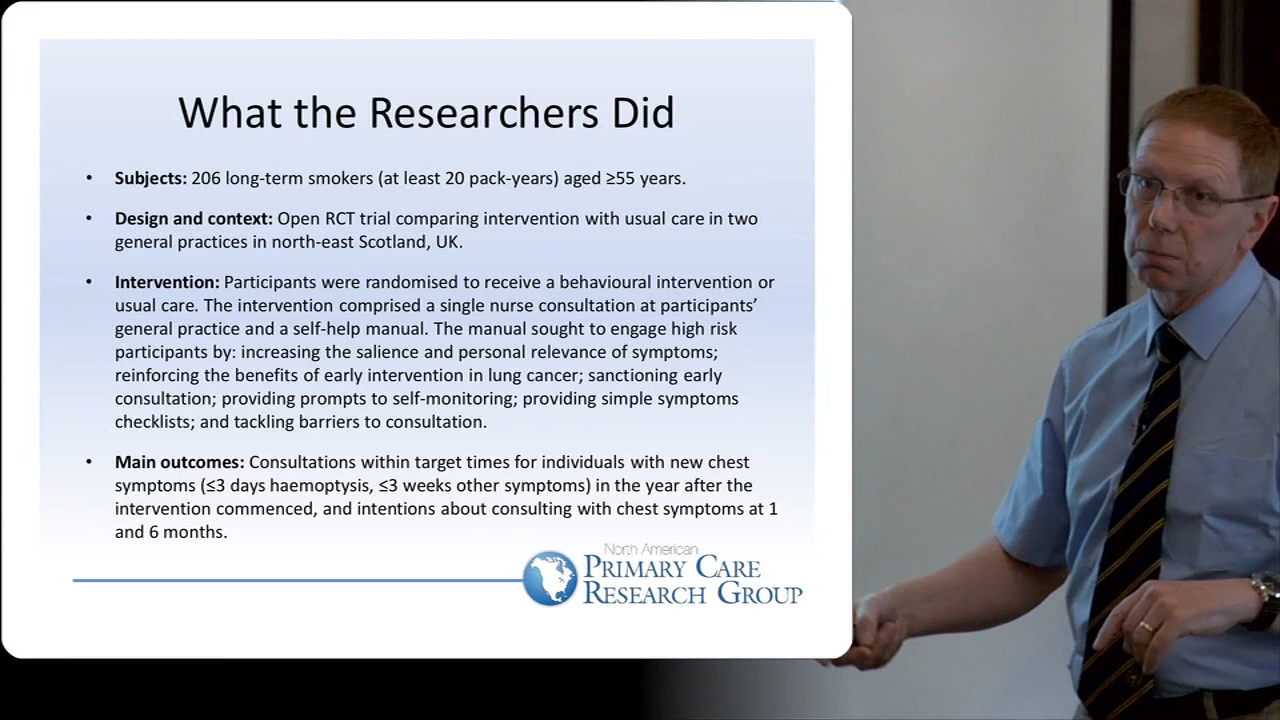 What the Researchers Did
• Subjects: 206 long-term smokers (at least 20 pack-years) aged ≥55 years.
• Design and context: Open RCT trial comparing intervention with usual care in two
general practices in north-east Scotland, UK.
• Intervention: Participants were randomised to receive a behavioural intervention or
usual care. The intervention comprised a single nurse consultation at participants’
general practice and a self-help manual. The manual sought to engage high risk
participants by: increasing the salience and personal relevance of symptoms;
reinforcing the benefits of early intervention in lung cancer; sanctioning early
consultation; providing prompts to self-monitoring; providing simple symptoms
checklists; and tackling barriers to consultation.
• Main outcomes: Consultations within target times for individuals with new chest
symptoms (≤3 days haemoptysis, ≤3 weeks other symptoms) in the year after the
intervention commenced, and intentions about consulting with chest symptoms at 1
and 6 months.
North American
PRIMARY CARE
RESEARCH GROUP